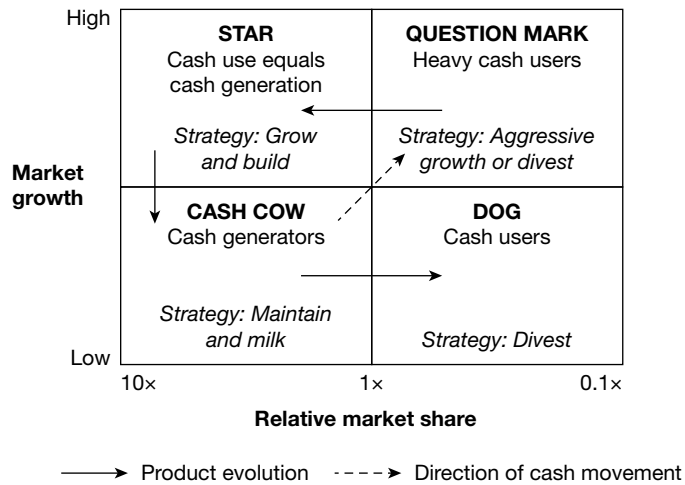 High
STAR
Cash use equals
cash generation
Strategy: Grow
and build
QUESTION MARK
Heavy cash users
Strategy: Aggressive
growth or divest
Market
growth
CASH COW
Cash generators
Strategy: Maintain
and milk
DOG
Cash users
Strategy: Divest
Low
10× 1× 0.1×
Relative market share
Product evolution Direction of cash movement